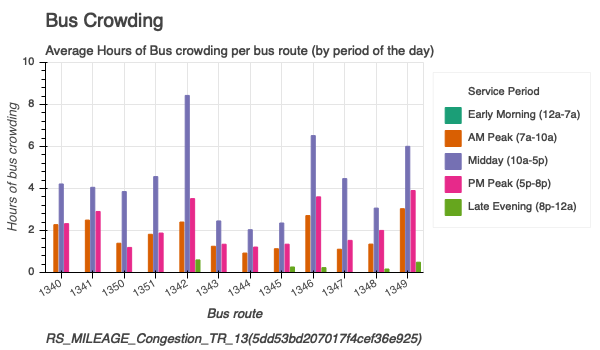 Bus Crowding
Average Hours of Bus crowding per bus route (by period of the day)
10
8
6
4
2
0
Hours of bus crowding
1340
1341
1350
1351
1342
1343
1344
1345
1346
1347
1348
1349
Bus route
Service Period
Early Morning (12a-7a)
AM Peak (7a-10a)
Midday (10a-5p)
PM Peak (5p-8p)
Late Evening (8p-12a)
RS_MILEAGE_Congestion_TR_13(5dd53bd207017f4cef36e925)